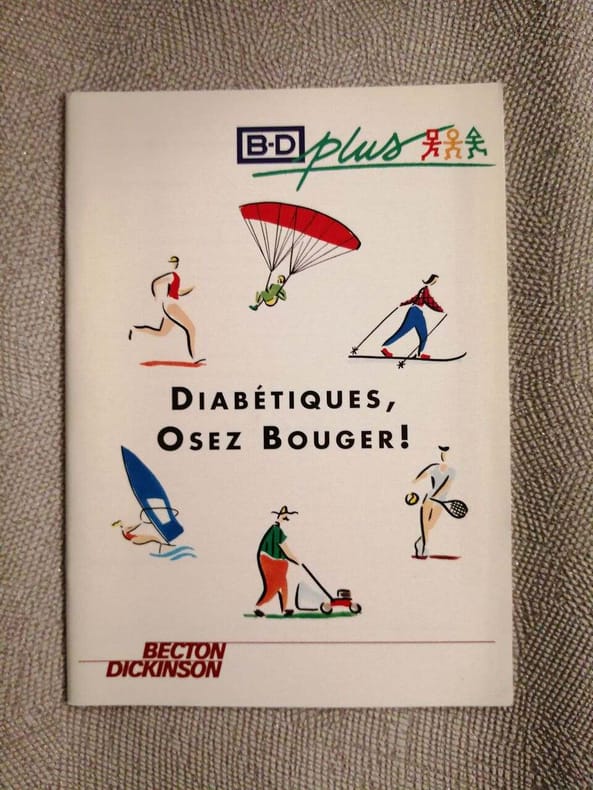 B-D plus
DIABÉTIQUES,
OSEZ BOUGER!
BECTON
DICKINSON